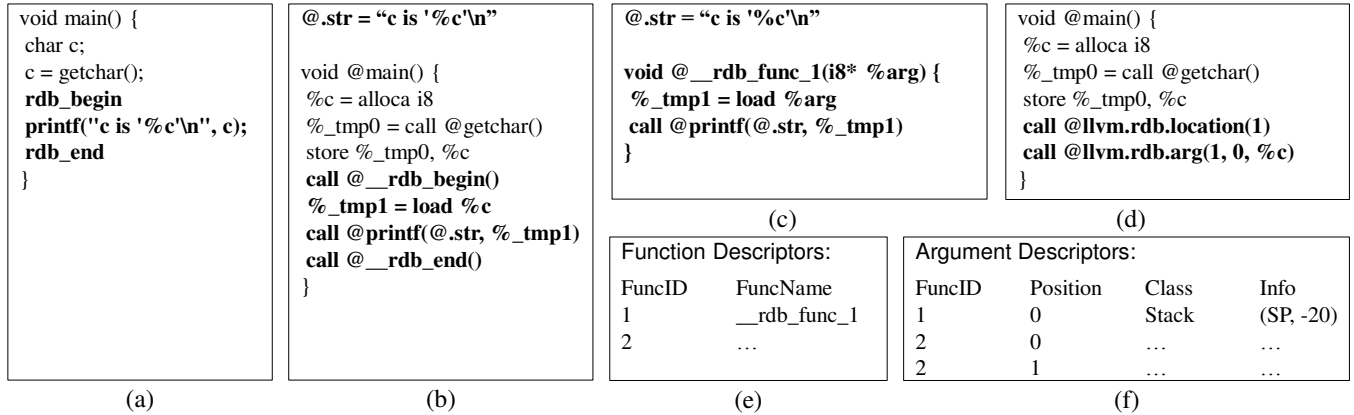 void main() {
char c;
c = getchar();
rdb_begin
printf("c is '%c'\n", c);
rdb_end
}
(a)
@.str = “c is '%c'\n”
void @main() {
%c = alloca i8
%_tmp0 = call @getchar()
store %_tmp0, %c
call @__rdb_begin()
%_tmp1 = load %c
call @printf(@.str, %_tmp1)
call @__rdb_end()
}
(b)
@.str = “c is '%c'\n”
void @__rdb_func_1(i8* %arg) {
%_tmp1 = load %arg
call @printf(@.str, %_tmp1)
}
(c)
void @main() {
%c = alloca i8
%_tmp0 = call @getchar()
store %_tmp0, %c
call @llvm.rdb.location(1)
call @llvm.rdb.arg(1, 0, %c)
}
(d)
Function Descriptors:
FuncID FuncName
1 __rdb_func_1
2 …
(e)
Argument Descriptors:
FuncID Position Class Info
1 0 Stack (SP, -20)
2 0 … …
2 1 … …
(f)